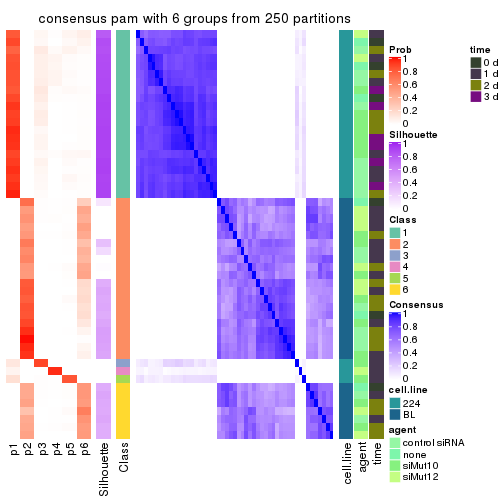 consensus pam with 6 groups from 250 partitions
Prob
1
0.8
0.6
0.4
0.2
0
Silhouette
1
0.8
0.6
0.4
0.2
0
Class
1
2
3
4
5
6
Consensus
1
0.8
0.6
0.4
0.2
0
cell.line
224
BL
agent
control siRNA
none
siMut10
siMut12
time
0 d
1 d
2 d
3 d
p1
p2
p3
p4
p5
p6
Silhouette
Class
cell.line
agent
time